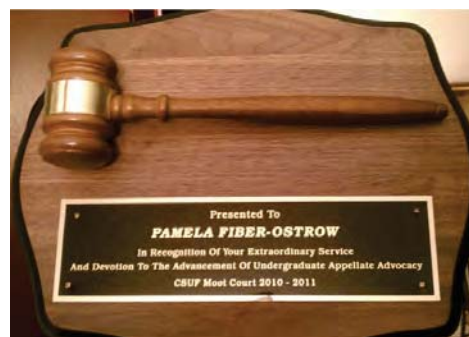 Presented To
PAMELA FIBER-OSTROW
In Recognition Of Your Extraordinary Service
And Devotion To The Advancement Of Undergraduate Appellate Advocacy
CSUF Moot Court 2010 - 2011